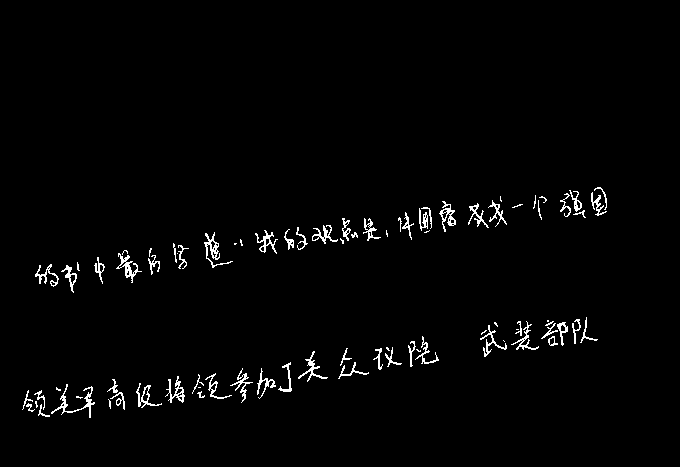 的书中最后写道:"我的观点是,中国需要成一个强国
领美军高级将领参加了美众议院 武装部队